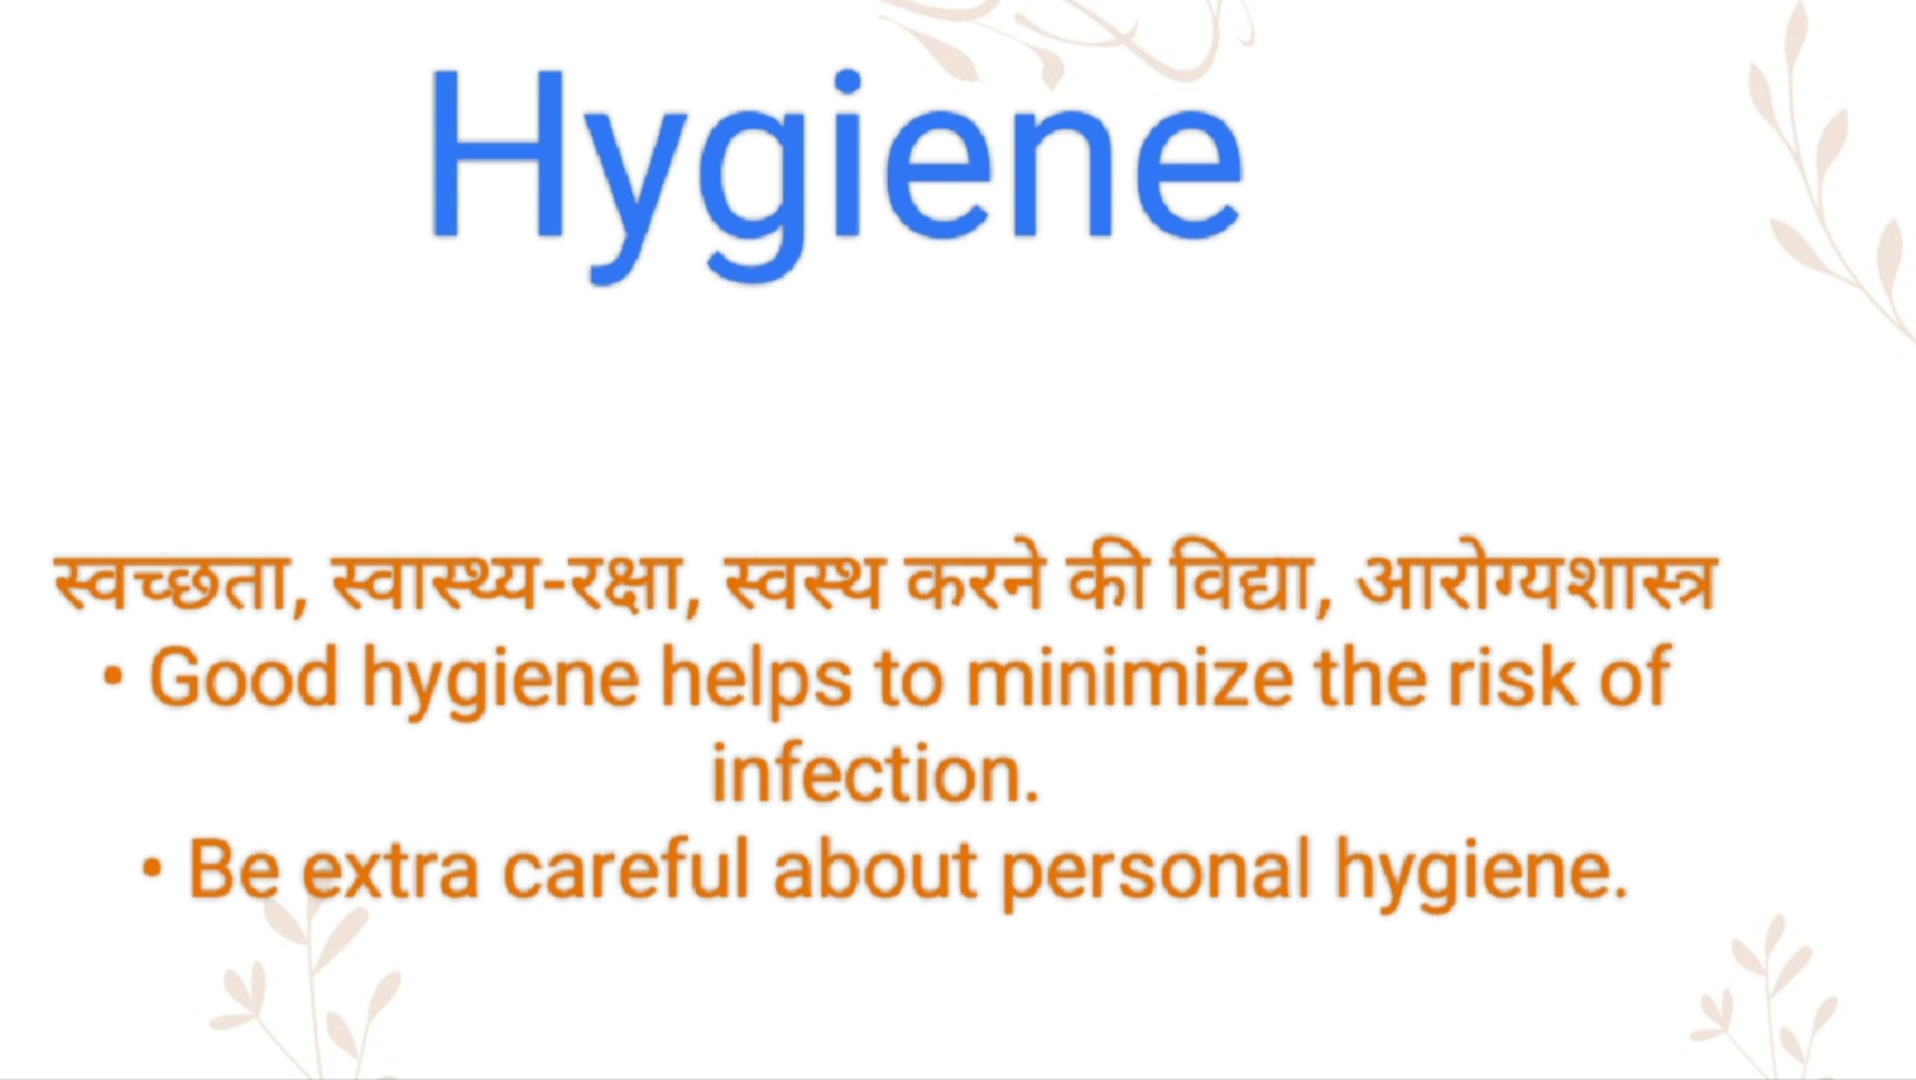 Hygiene
स्वच्छता, स्वास्थ्य-रक्षा, स्वस्थ करने की विद्या, आरोग्यशास्त्र
• Good hygiene helps to minimize the risk of
infection.
• Be extra careful about personal hygiene.